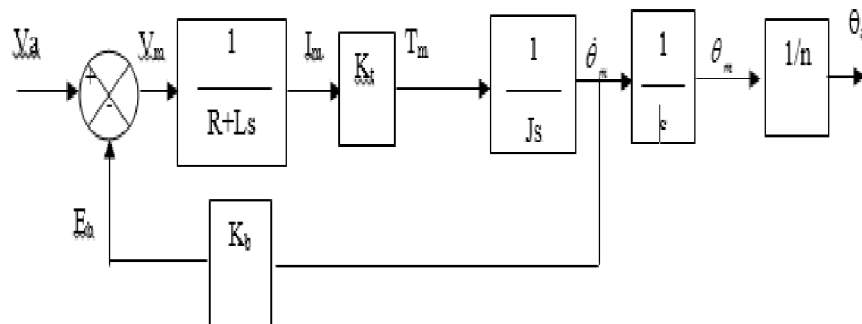 Va
Vm
1
R+Ls
Im
Kt
Tm
1
Js
θ̇m
1
s
θm
1/n
+
-
Eb
Kb